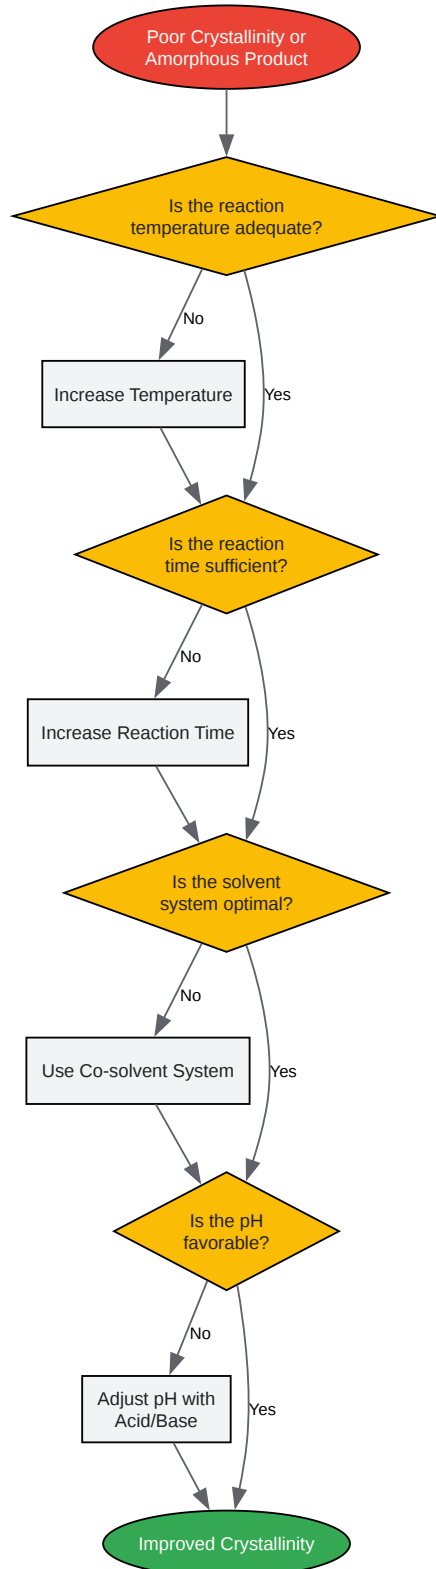 Poor Crystallinity or
Amorphous Product
Is the reaction
temperature adequate?
No
Increase Temperature
Yes
Is the reaction
time sufficient?
No
Increase Reaction Time
Yes
Is the solvent
system optimal?
No
Use Co-solvent System
Yes
Is the pH
favorable?
No
Adjust pH with
Acid/Base
Yes
Improved Crystallinity